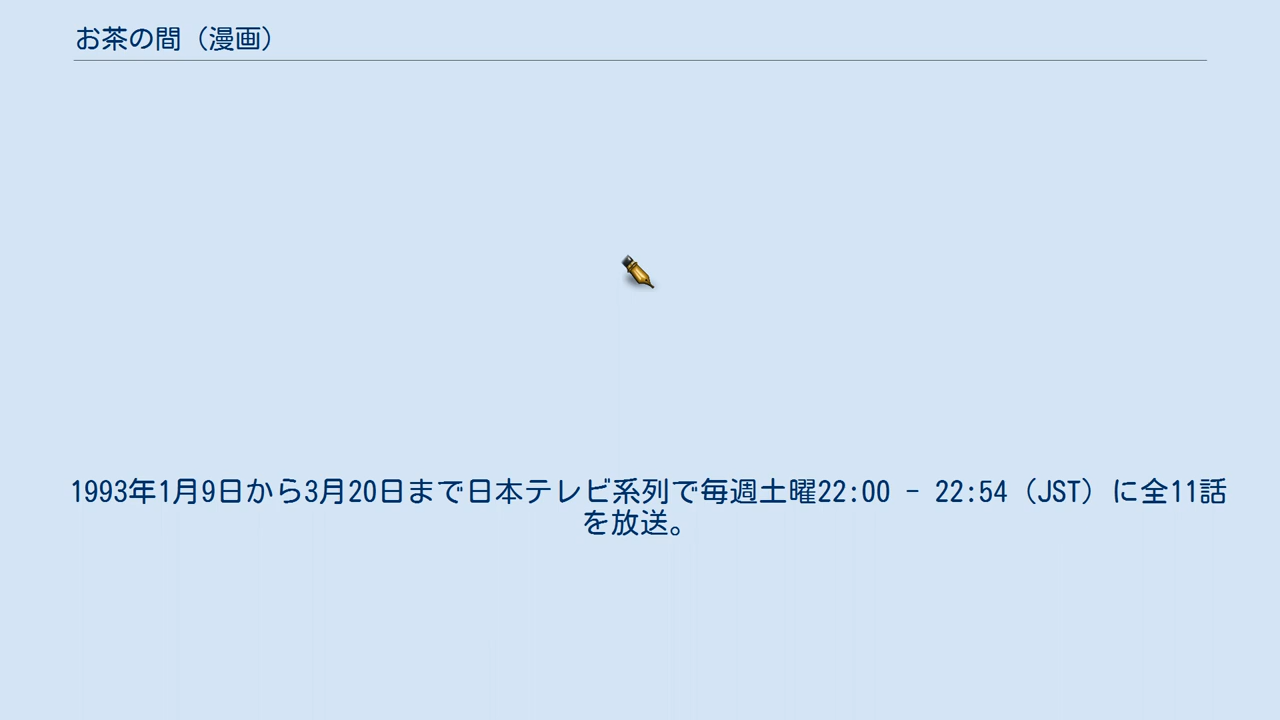 お茶の間（漫画）
1993年1月9日から3月20日まで日本テレビ系列で毎週土曜22:00 - 22:54（JST）に全11話
を放送。